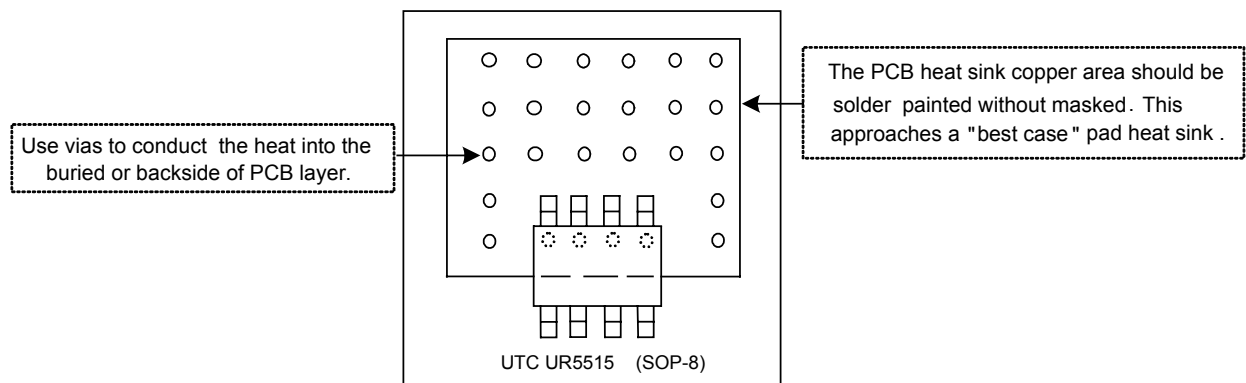 Use vias to conduct the heat into the
buried or backside of PCB layer.
The PCB heat sink copper area should be
solder painted without masked. This
approaches a "best case" pad heat sink.
UTC UR5515 (SOP-8)